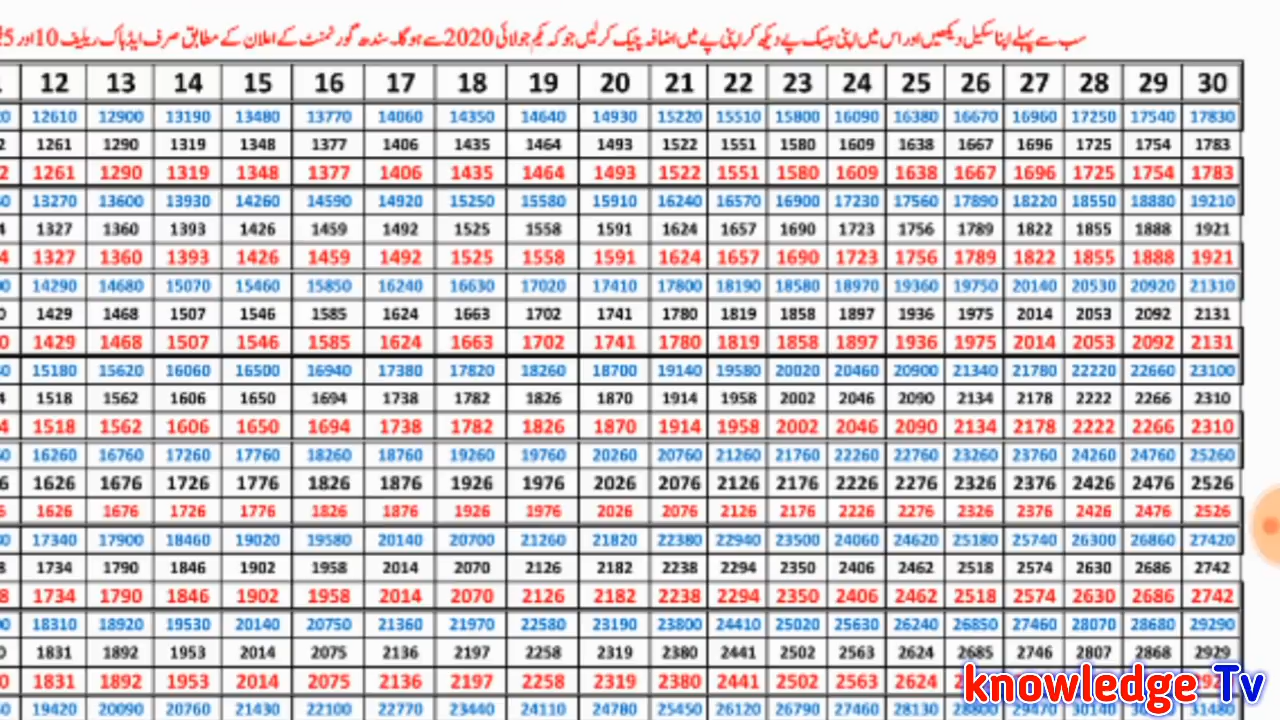 سب سے پہلے اپنا سکیل دیکھیں اور اس میں اپنی بیسک پے دیکھ کر اپنی پے میں اضافہ چیک کرلیں جو کہ یکم جولائی 2020 سے ہوگا۔ سندھ گورنمنٹ کے اعلان کے مطابق صرف ایڈہاک ریلیف 10 اور 5
12 13 14 15 16 17 18 19 20 21 22 23 24 25 26 27 28 29 30
12610 12900 13190 13480 13770 14060 14350 14640 14930 15220 15510 15800 16090 16380 16670 16960 17250 17540 17830
1261 1290 1319 1348 1377 1406 1435 1464 1493 1522 1551 1580 1609 1638 1667 1696 1725 1754 1783
1261 1290 1319 1348 1377 1406 1435 1464 1493 1522 1551 1580 1609 1638 1667 1696 1725 1754 1783
13270 13600 13930 14260 14590 14920 15250 15580 15910 16240 16570 16900 17230 17560 17890 18220 18550 18880 19210
1327 1360 1393 1426 1459 1492 1525 1558 1591 1624 1657 1690 1723 1756 1789 1822 1855 1888 1921
1327 1360 1393 1426 1459 1492 1525 1558 1591 1624 1657 1690 1723 1756 1789 1822 1855 1888 1921
14290 14680 15070 15460 15850 16240 16630 17020 17410 17800 18190 18580 18970 19360 19750 20140 20530 20920 21310
1429 1468 1507 1546 1585 1624 1663 1702 1741 1780 1819 1858 1897 1936 1975 2014 2053 2092 2131
1429 1468 1507 1546 1585 1624 1663 1702 1741 1780 1819 1858 1897 1936 1975 2014 2053 2092 2131
15180 15620 16060 16500 16940 17380 17820 18260 18700 19140 19580 20020 20460 20900 21340 21780 22220 22660 23100
1518 1562 1606 1650 1694 1738 1782 1826 1870 1914 1958 2002 2046 2090 2134 2178 2222 2266 2310
1518 1562 1606 1650 1694 1738 1782 1826 1870 1914 1958 2002 2046 2090 2134 2178 2222 2266 2310
16260 16760 17260 17760 18260 18760 19260 19760 20260 20760 21260 21760 22260 22760 23260 23760 24260 24760 25260
1626 1676 1726 1776 1826 1876 1926 1976 2026 2076 2126 2176 2226 2276 2326 2376 2426 2476 2526
1626 1676 1726 1776 1826 1876 1926 1976 2026 2076 2126 2176 2226 2276 2326 2376 2426 2476 2526
17340 17900 18460 19020 19580 20140 20700 21260 21820 22380 22940 23500 24060 24620 25180 25740 26300 26860 27420
1734 1790 1846 1902 1958 2014 2070 2126 2182 2238 2294 2350 2406 2462 2518 2574 2630 2686 2742
1734 1790 1846 1902 1958 2014 2070 2126 2182 2238 2294 2350 2406 2462 2518 2574 2630 2686 2742
18310 18920 19530 20140 20750 21360 21970 22580 23190 23800 24410 25020 25630 26240 26850 27460 28070 28680 29290
1831 1892 1953 2014 2075 2136 2197 2258 2319 2380 2441 2502 2563 2624 2685 2746 2807 2868 2929
1831 1892 1953 2014 2075 2136 2197 2258 2319 2380 2441 2502 2563 2624
knowledge Tv
19420 20090 20760 21430 22100 22770 23440 24110 24780 25450 26120 26790 27460 28130 28800 29470 30140 31480